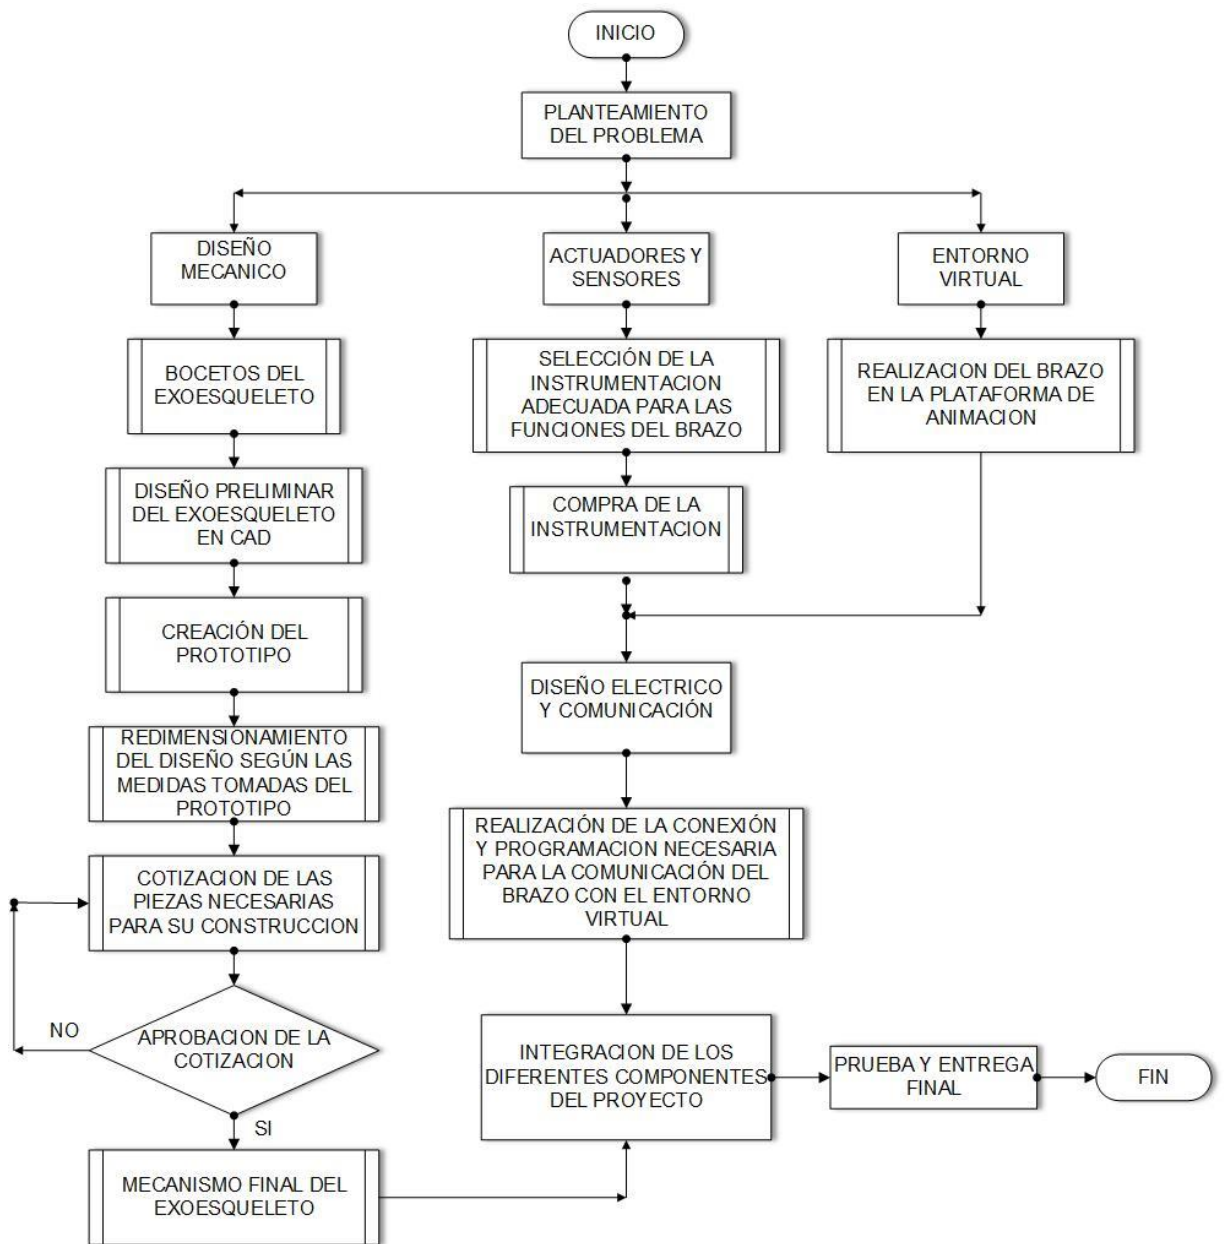 INICIO
PLANTEAMIENTO
DEL PROBLEMA
DISEÑO
MECANICO
ACTUADORES Y
SENSORES
ENTORNO
VIRTUAL
BOCETOS DEL
EXOESQUELETO
SELECCIÓN DE LA
INSTRUMENTACION
ADECUADA PARA LAS
FUNCIONES DEL BRAZO
REALIZACION DEL BRAZO
EN LA PLATAFORMA DE
ANIMACION
DISEÑO PRELIMINAR
DEL EXOESQUELETO
EN CAD
COMPRA DE LA
INSTRUMENTACION
CREACIÓN DEL
PROTOTIPO
DISEÑO ELECTRICO
Y COMUNICACIÓN
REDIMENSIONAMIENTO
DEL DISEÑO SEGÚN LAS
MEDIDAS TOMADAS DEL
PROTOTIPO
REALIZACIÓN DE LA CONEXIÓN
Y PROGRAMACION NECESARIA
PARA LA COMUNICACIÓN DEL
BRAZO CON EL ENTORNO
VIRTUAL
COTIZACION DE LAS
PIEZAS NECESARIAS
PARA SU CONSTRUCCION
NO
APROBACION DE LA
COTIZACION
SI
INTEGRACION DE LOS
DIFERENTES COMPONENTES
DEL PROYECTO
PRUEBA Y ENTREGA
FINAL
FIN
MECANISMO FINAL DEL
EXOESQUELETO